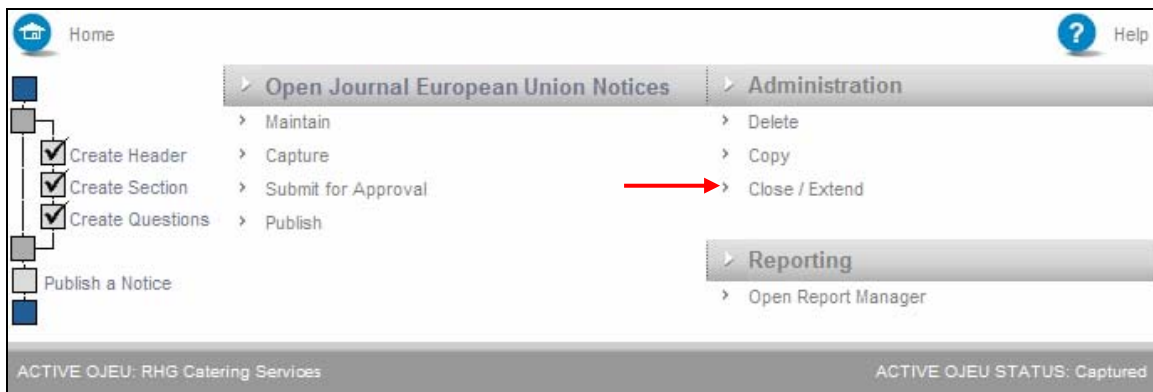 Home
? Help
Open Journal European Union Notices
Administration
Maintain
Delete
Create Header
Capture
Copy
Create Section
Submit for Approval
Close / Extend
Create Questions
Publish
Reporting
Publish a Notice
Open Report Manager
ACTIVE OJEU: RHG Catering Services
ACTIVE OJEU STATUS: Captured